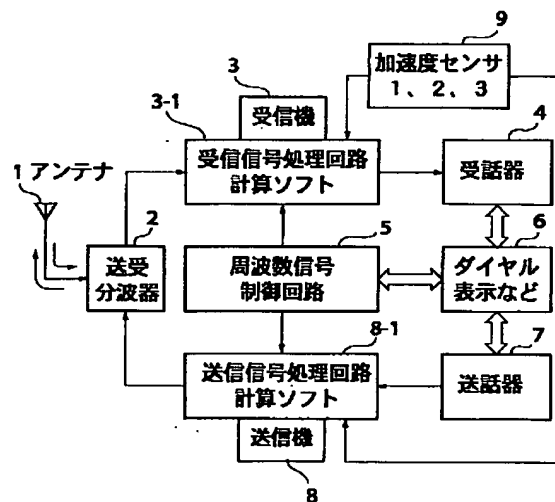 9
加速度センサ
1、2、3
3
受信機
3-1
受信信号処理回路
計算ソフト
4
受話器
1 アンテナ
2
送受
分波器
5
周波数信号
制御回路
6
ダイヤル
表示など
8-1
送信信号処理回路
計算ソフト
7
送話器
送信機
8